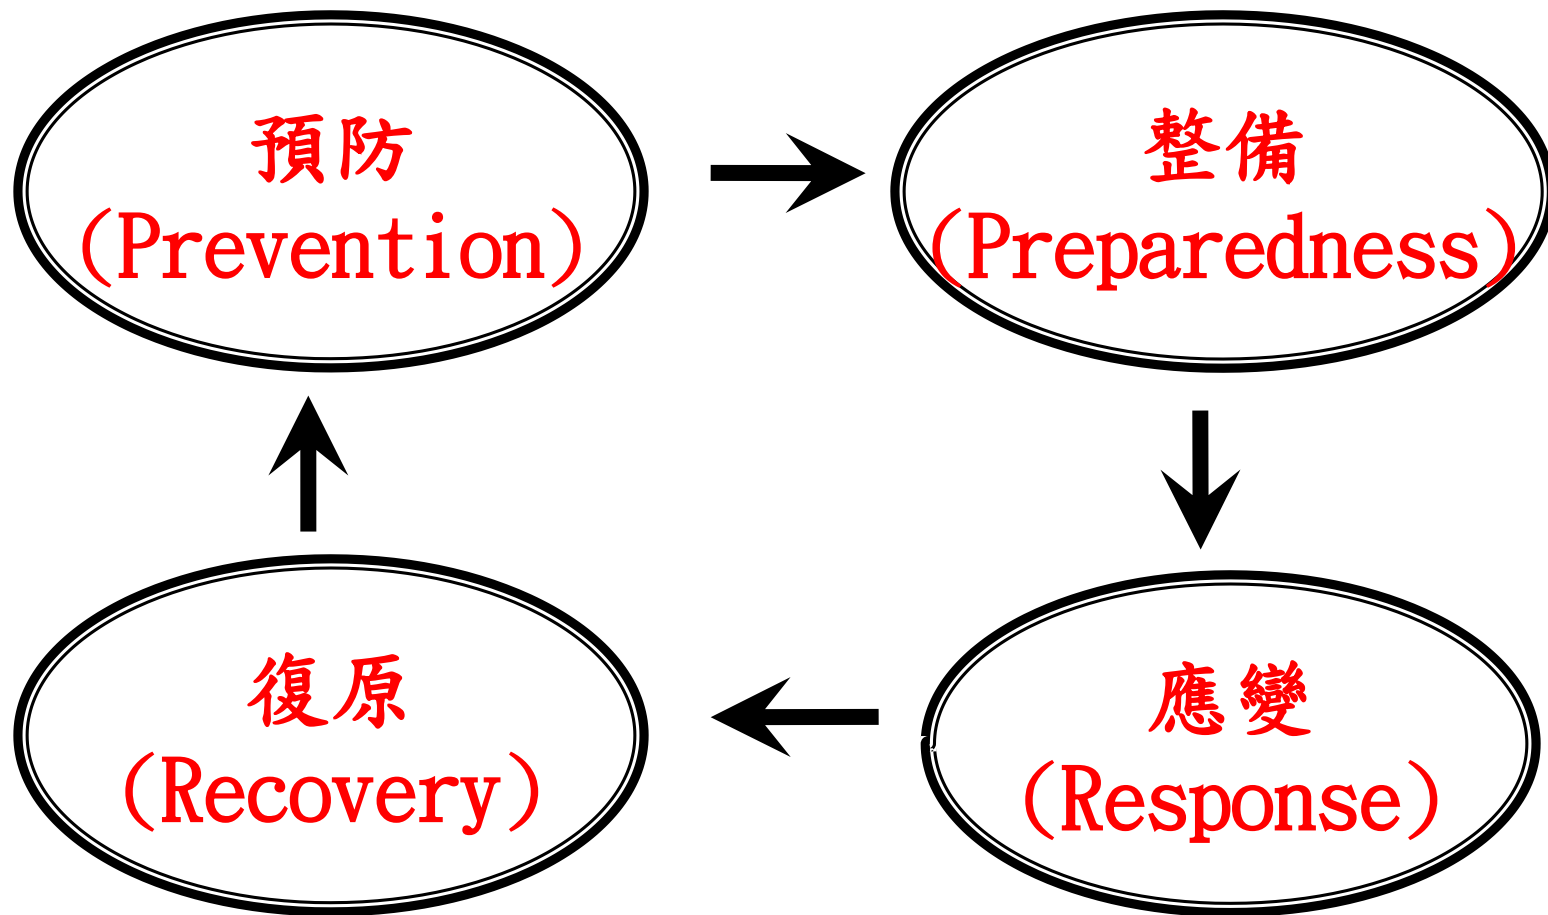 預防
(Prevention)
整備
(Preparedness)
應變
(Response)
復原
(Recovery)